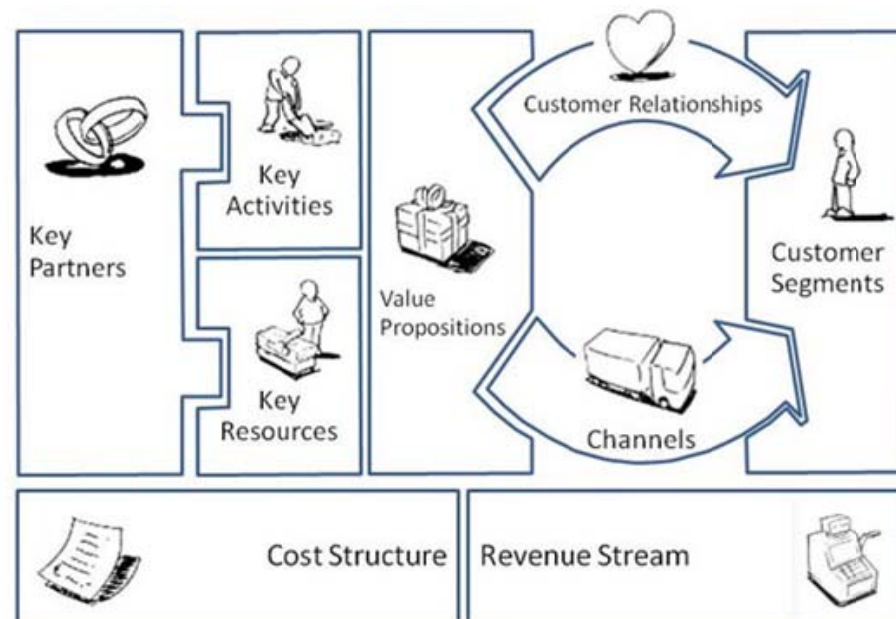 Key
Partners
Key
Activities
Key
Resources
Value
Propositions
Customer Relationships
Channels
Customer
Segments
Cost Structure
Revenue Stream